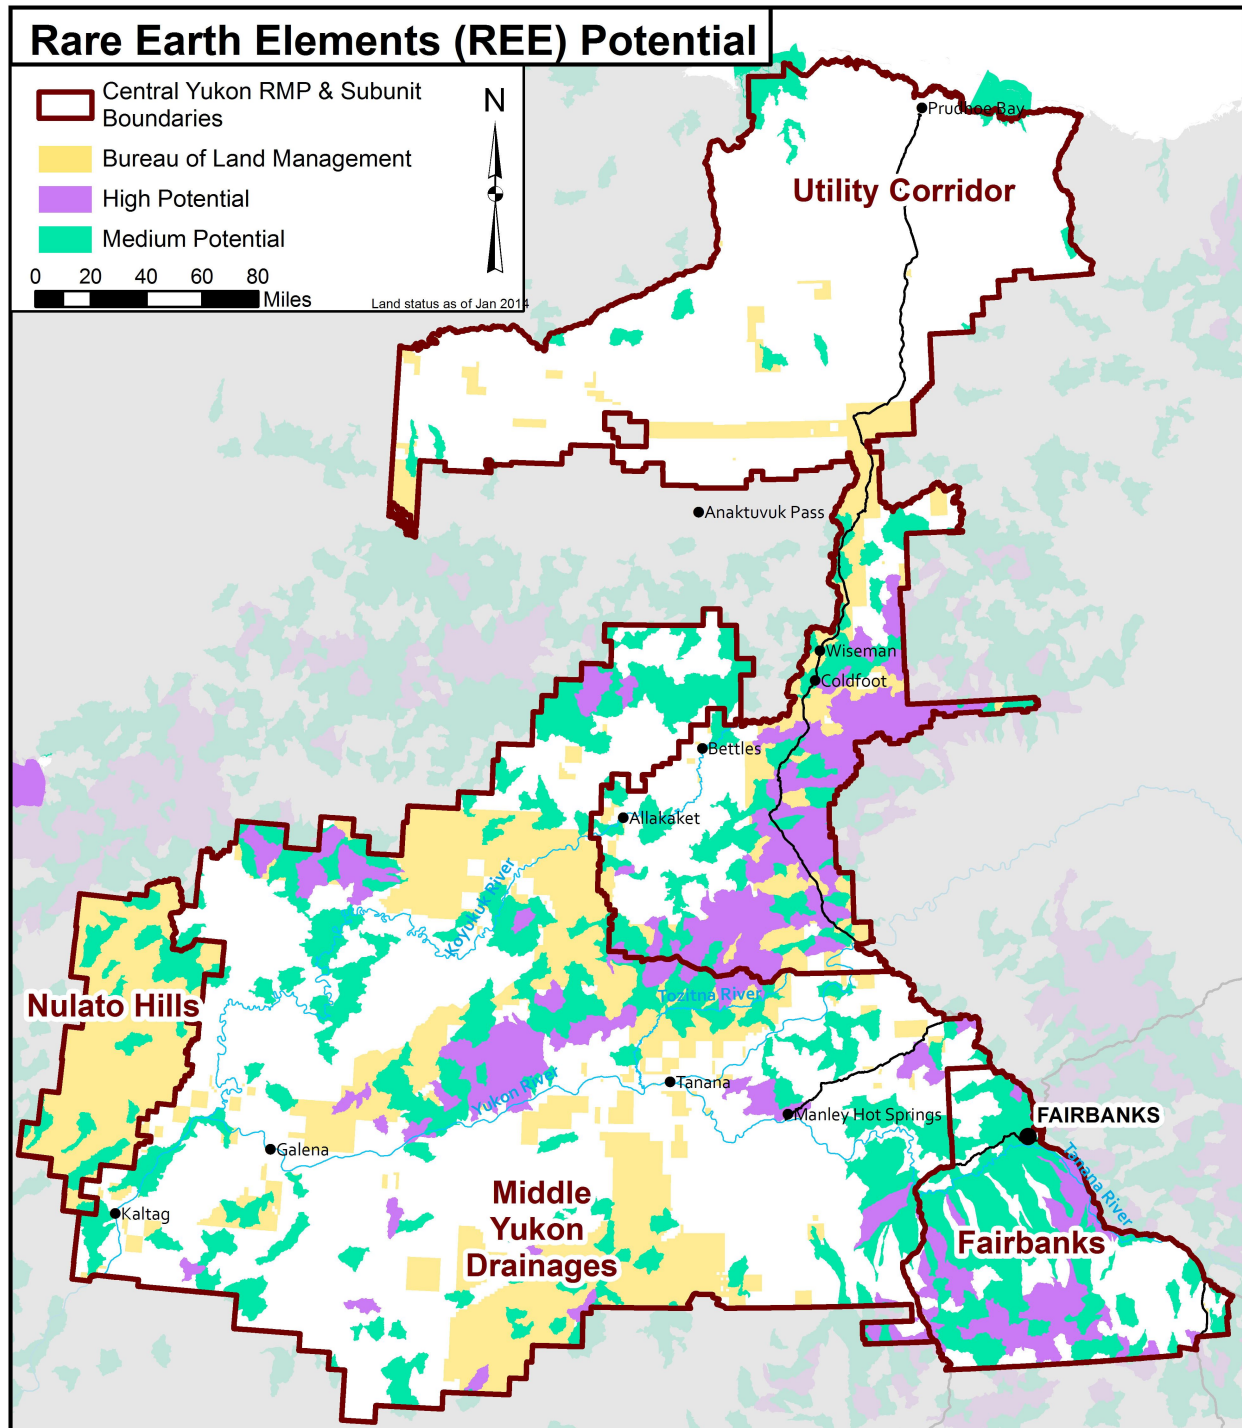 Rare Earth Elements (REE) Potential
Central Yukon RMP & Subunit
Boundaries
Bureau of Land Management
High Potential
Medium Potential
N
0 20 40 60 80
Miles
Land status as of Jan 2014
Prudhoe Bay
Utility Corridor
Anaktuvuk Pass
Wiseman
Coldfoot
Bettles
Allakaket
Koyukuk River
Nulato Hills
Tozitna River
Tanana
Yukon River
Manley Hot Springs
FAIRBANKS
Galena
Tanana River
Kaltag
Middle
Yukon
Drainages
Fairbanks